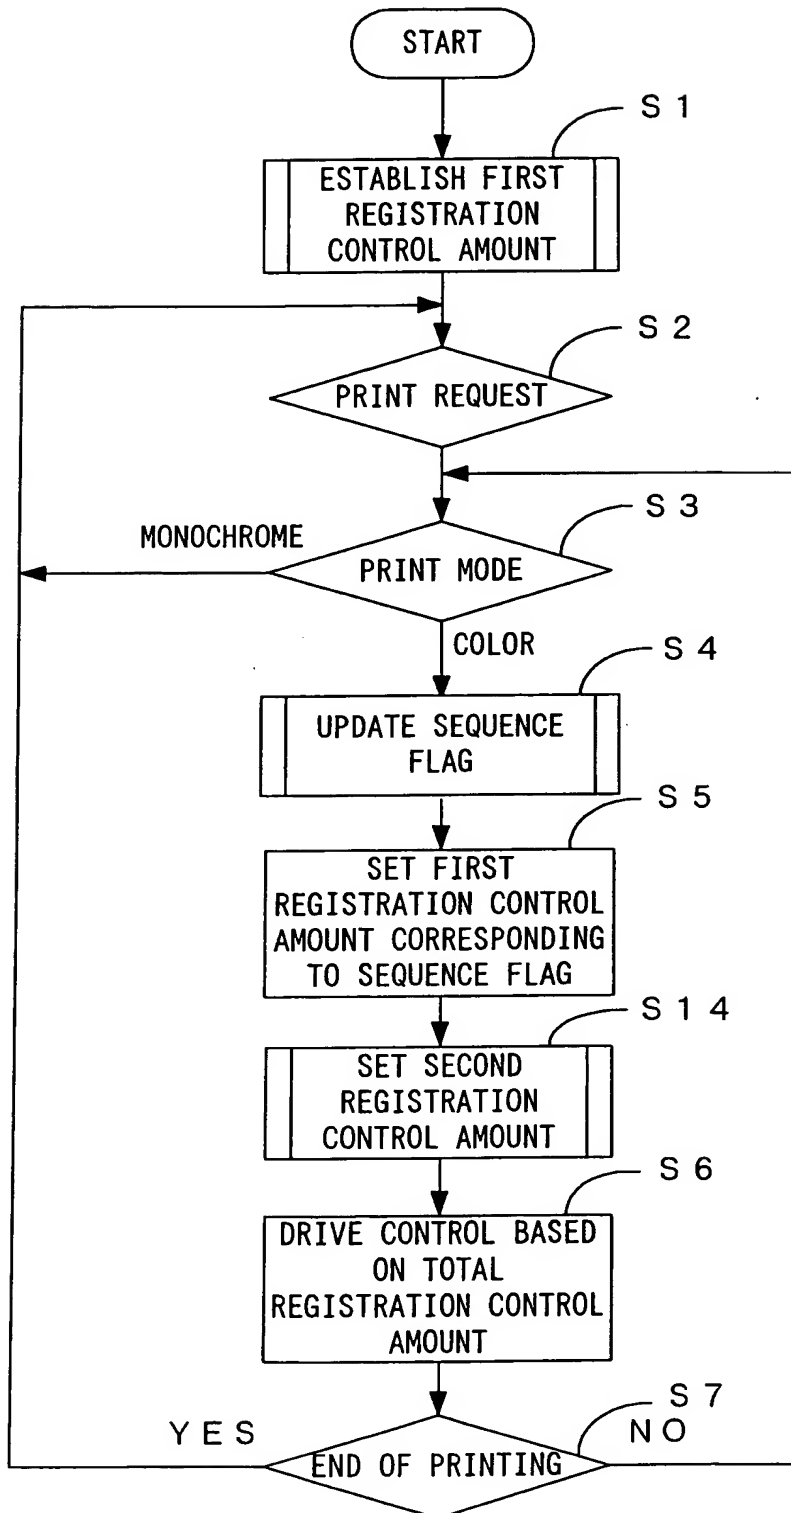 START
S 1
ESTABLISH FIRST
REGISTRATION
CONTROL AMOUNT
S 2
PRINT REQUEST
S 3
MONOCHROME
PRINT MODE
COLOR
S 4
UPDATE SEQUENCE
FLAG
S 5
SET FIRST
REGISTRATION CONTROL
AMOUNT CORRESPONDING
TO SEQUENCE FLAG
S 1 4
SET SECOND
REGISTRATION
CONTROL AMOUNT
S 6
DRIVE CONTROL BASED
ON TOTAL
REGISTRATION CONTROL
AMOUNT
S 7
YES
NO
END OF PRINTING